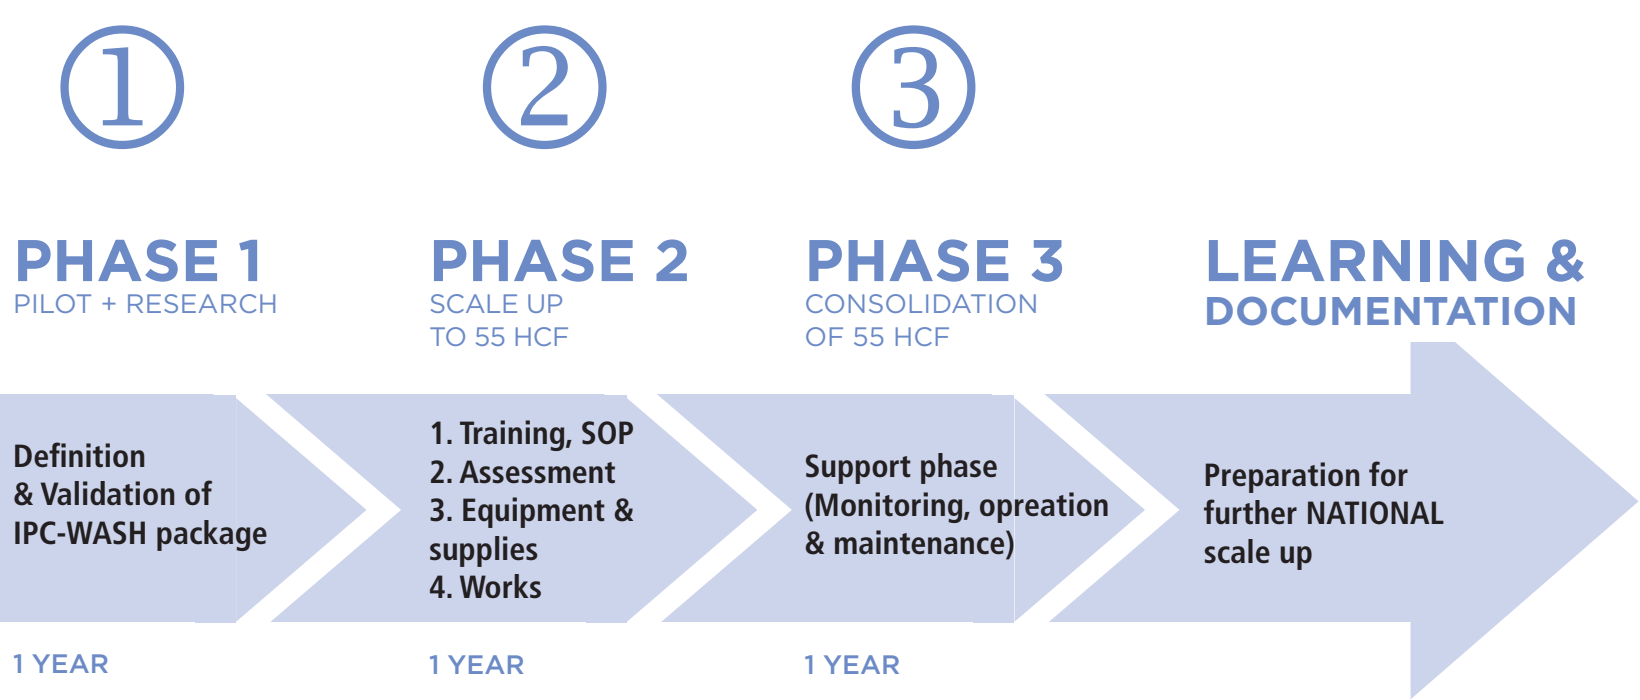 1
PHASE 1
PILOT + RESEARCH
Definition
& Validation of
IPC-WASH package
1 YEAR
2
PHASE 2
SCALE UP
TO 55 HCF
1. Training, SOP
2. Assessment
3. Equipment &
supplies
4. Works
1 YEAR
3
PHASE 3
CONSOLIDATION
OF 55 HCF
Support phase
(Monitoring, opreation
& maintenance)
1 YEAR
LEARNING &
DOCUMENTATION
Preparation for
further NATIONAL
scale up